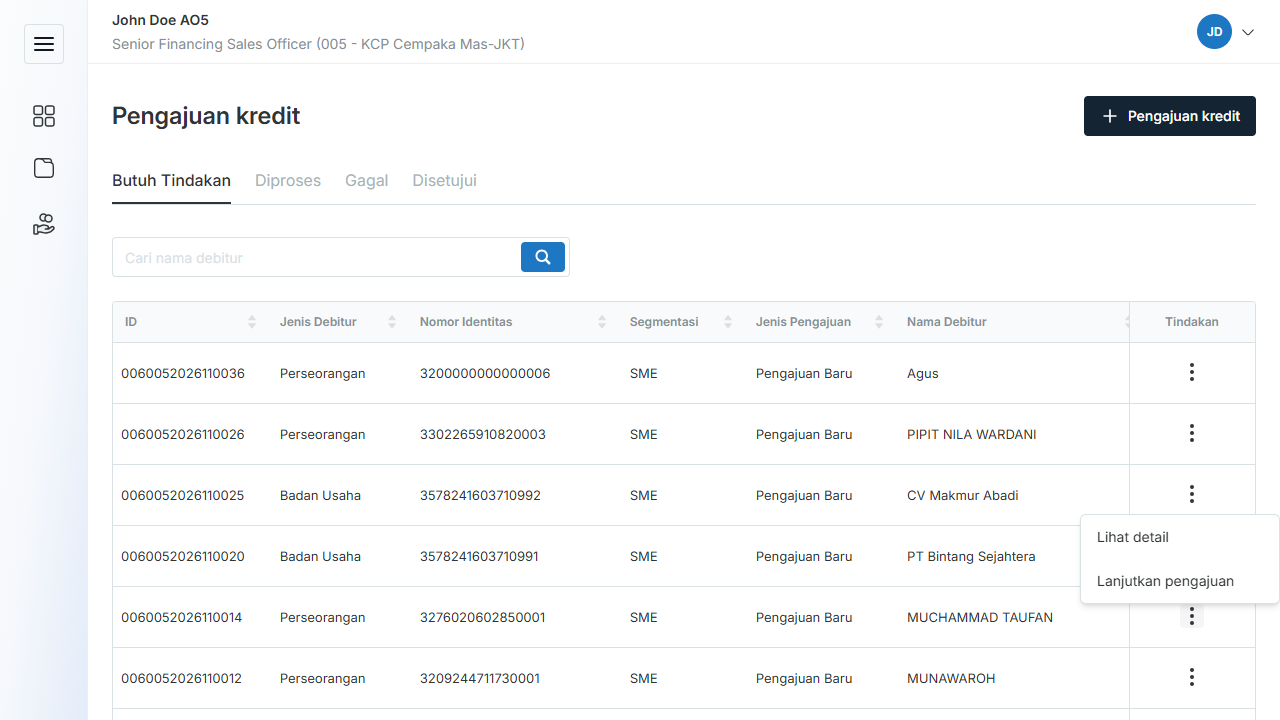 John Doe AO5
Senior Financing Sales Officer (005 - KCP Cempaka Mas-JKT)
JD
Pengajuan kredit
Pengajuan kredit
Butuh Tindakan Diproses Gagal Disetujui
Cari nama debitur
ID Jenis Debitur Nomor Identitas Segmentasi Jenis Pengajuan Nama Debitur Tindakan
0060052026110036 Perseorangan 3200000000000006 SME Pengajuan Baru Agus
0060052026110026 Perseorangan 3302265910820003 SME Pengajuan Baru PIPIT NILA WARDANI
0060052026110025 Badan Usaha 3578241603710992 SME Pengajuan Baru CV Makmur Abadi
Lihat detail
0060052026110020 Badan Usaha 3578241603710991 SME Pengajuan Baru PT Bintang Sejahtera
Lanjutkan pengajuan
0060052026110014 Perseorangan 3276020602850001 SME Pengajuan Baru MUCHAMMAD TAUFAN
0060052026110012 Perseorangan 3209244711730001 SME Pengajuan Baru MUNAWAROH